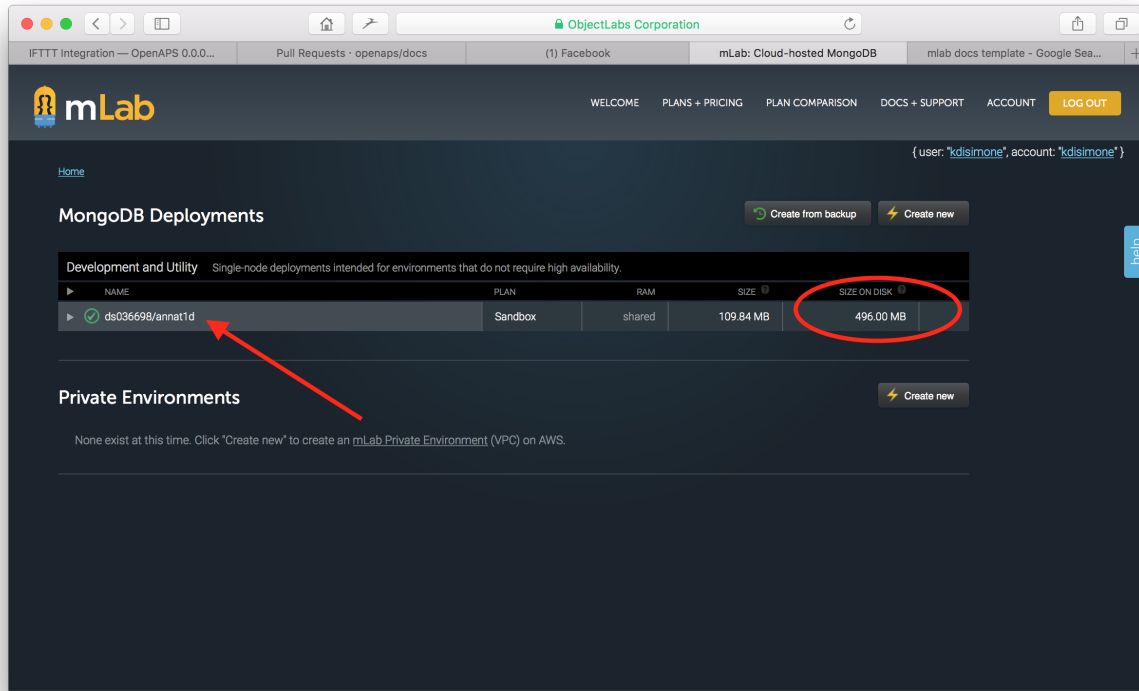 ObjectLabs Corporation
IFTTT Integration — OpenAPS 0.0.0...
Pull Requests · openaps/docs
(1) Facebook
mLab: Cloud-hosted MongoDB
mlab docs template - Google Sea...
mLab
WELCOME PLANS + PRICING PLAN COMPARISON DOCS + SUPPORT ACCOUNT LOG OUT
{ user: "kdisimone", account: "kdisimone" }
Home
MongoDB Deployments
Create from backup
Create new
help
Development and Utility Single-node deployments intended for environments that do not require high availability.
NAME PLAN RAM SIZE ? SIZE ON DISK ?
ds036698/annat1d Sandbox shared 109.84 MB 496.00 MB
Private Environments
Create new
None exist at this time. Click "Create new" to create an mLab Private Environment (VPC) on AWS.